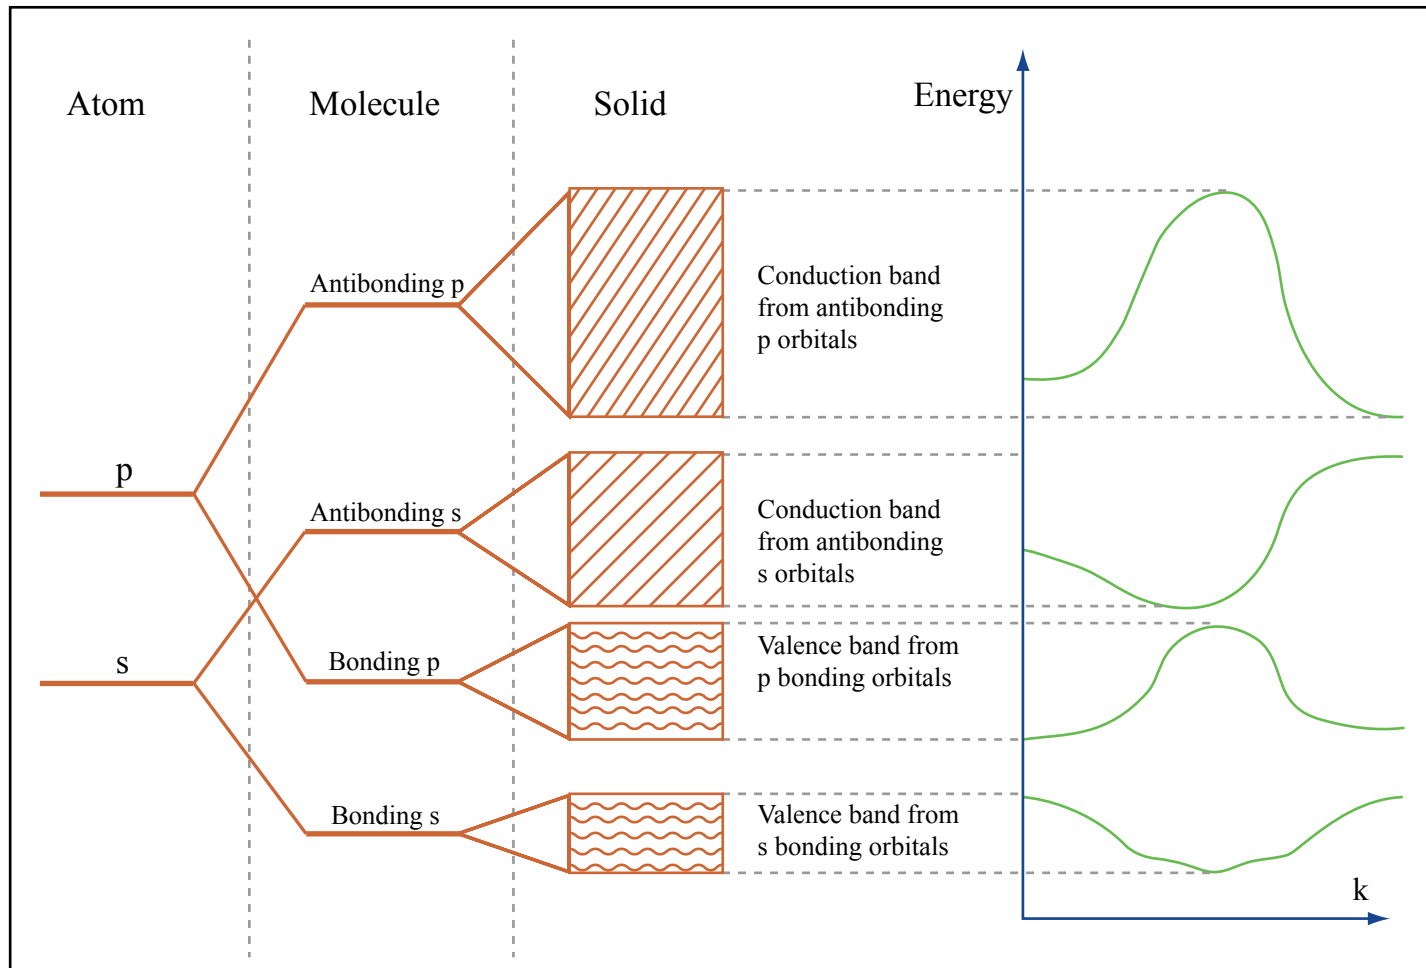 Atom
Molecule
Solid
Energy
Antibonding p
Conduction band
from antibonding
p orbitals
p
Antibonding s
Conduction band
from antibonding
s orbitals
s
Bonding p
Valence band from
p bonding orbitals
Bonding s
Valence band from
s bonding orbitals
k